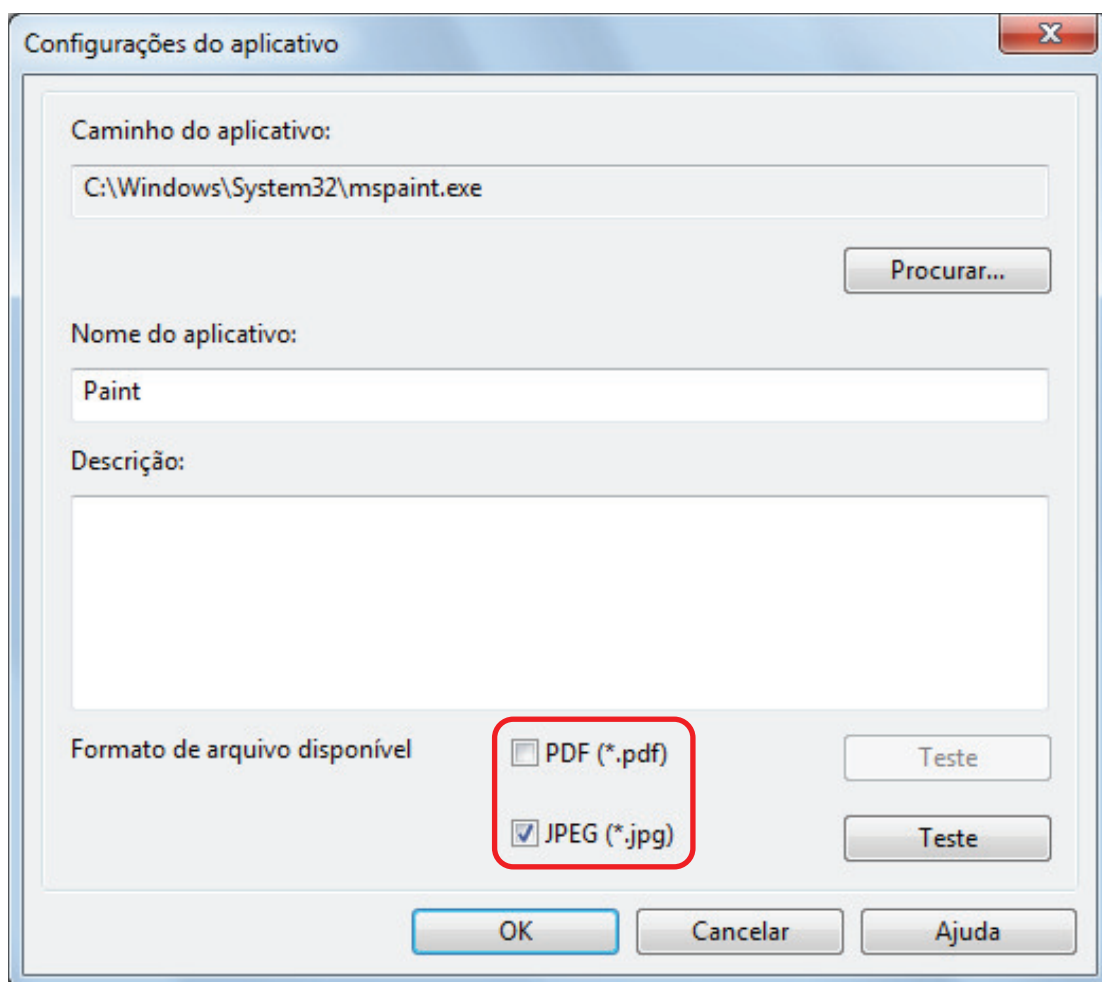 Configurações do aplicativo
Caminho do aplicativo:
C:\Windows\System32\mspaint.exe
Procurar...
Nome do aplicativo:
Paint
Descrição:
Formato de arquivo disponível
PDF (*.pdf)
Teste
JPEG (*.jpg)
Teste
OK
Cancelar
Ajuda